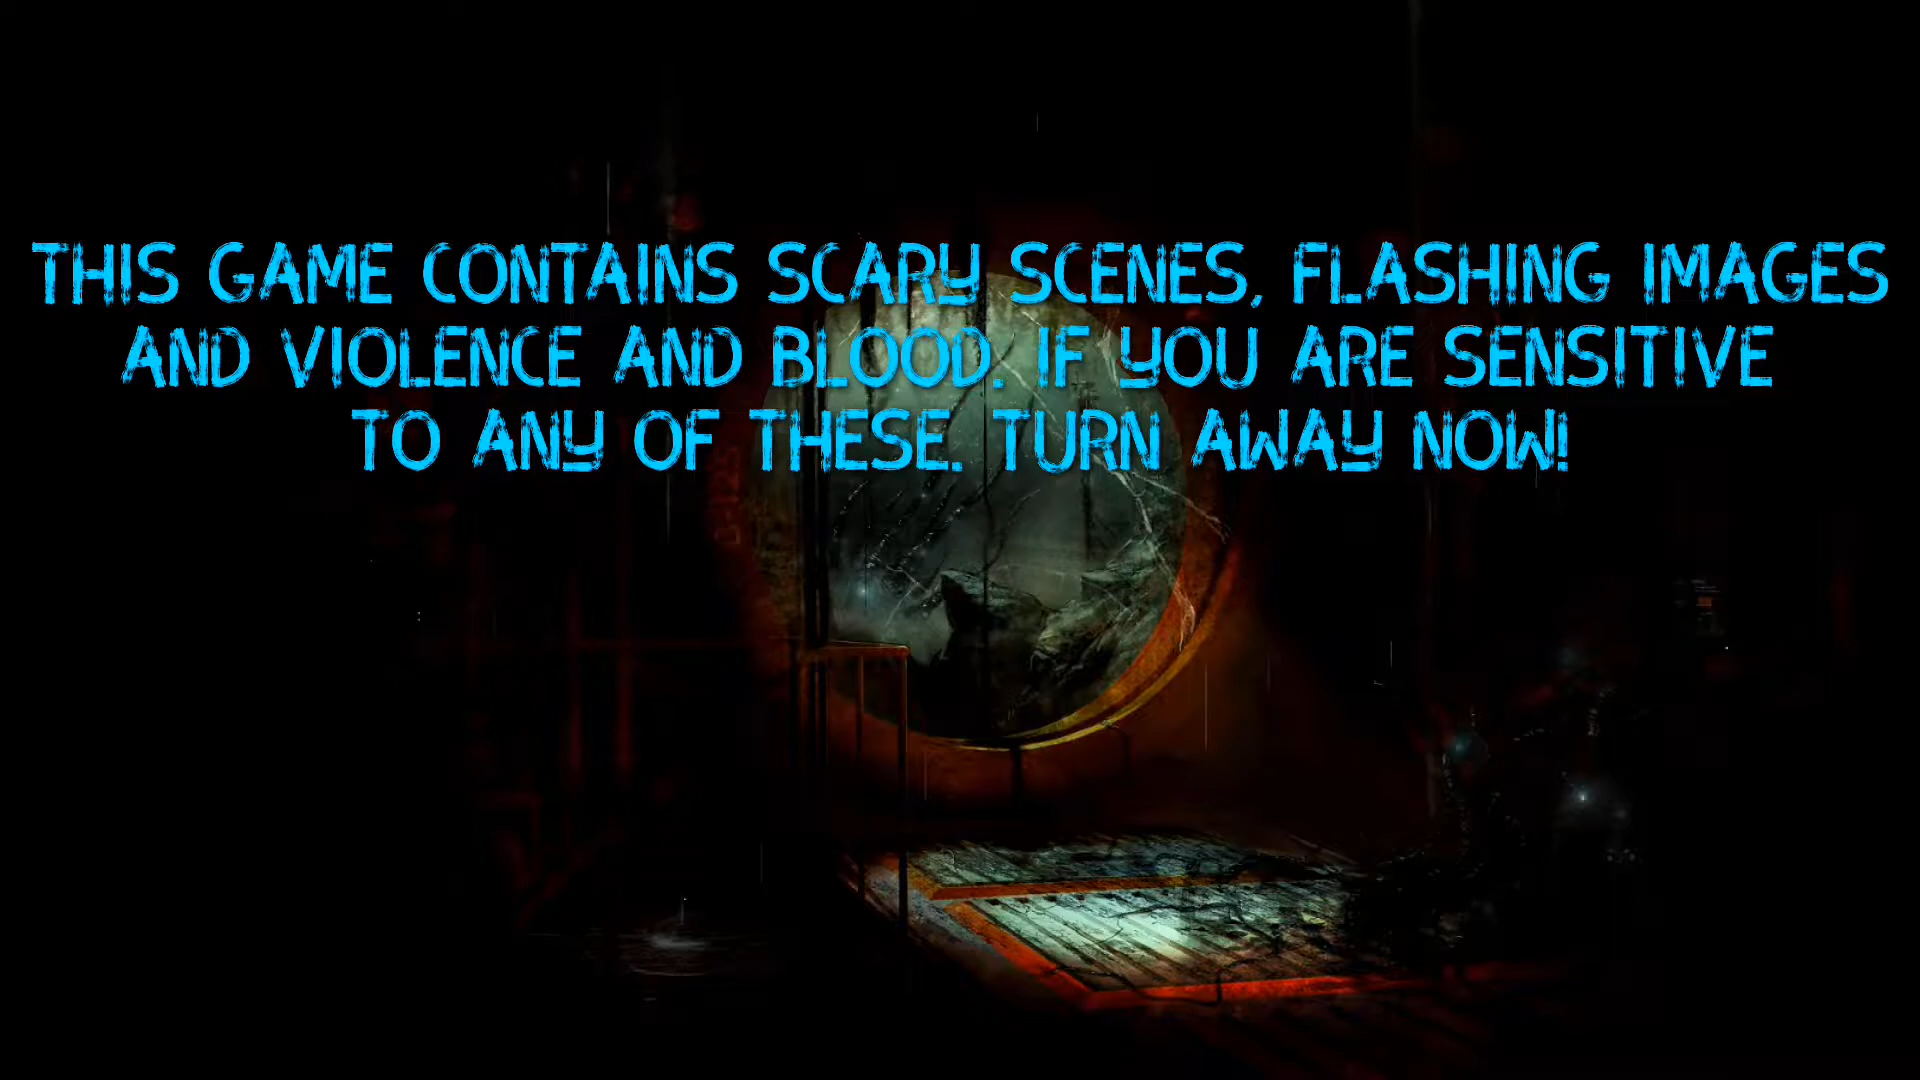 THIS GAME CONTAINS SCARY SCENES, FLASHING IMAGES
AND VIOLENCE AND BLOOD. IF YOU ARE SENSITIVE
TO ANY OF THESE. TURN AWAY NOW!